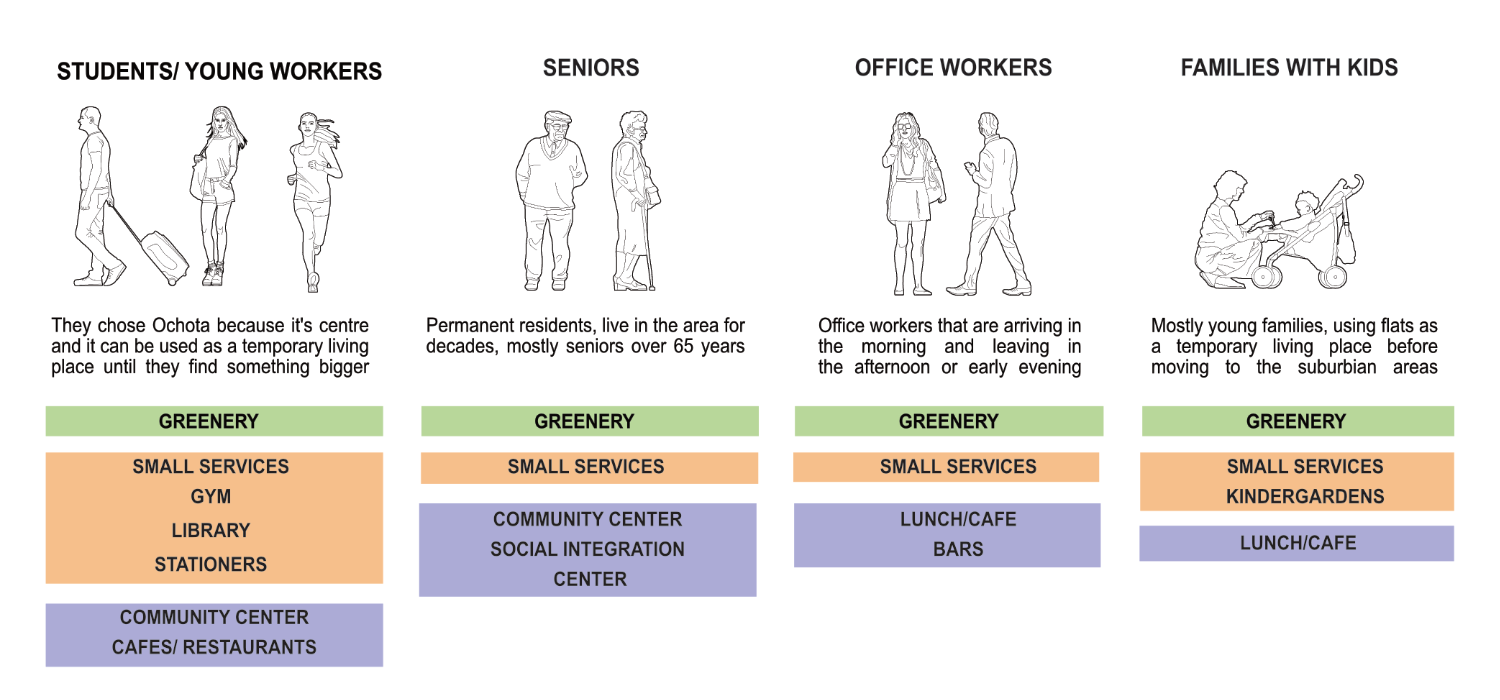 STUDENTS/ YOUNG WORKERS
They chose Ochota because it's centre
and it can be used as a temporary living
place until they find something bigger
GREENERY
SMALL SERVICES
GYM
LIBRARY
STATIONERS
COMMUNITY CENTER
CAFES/ RESTAURANTS
SENIORS
Permanent residents, live in the area for
decades, mostly seniors over 65 years
GREENERY
SMALL SERVICES
COMMUNITY CENTER
SOCIAL INTEGRATION
CENTER
OFFICE WORKERS
Office workers that are arriving in
the morning and leaving in
the afternoon or early evening
GREENERY
SMALL SERVICES
LUNCH/CAFE
BARS
FAMILIES WITH KIDS
Mostly young families, using flats as
a temporary living place before
moving to the suburbian areas
GREENERY
SMALL SERVICES
KINDERGARDENS
LUNCH/CAFE